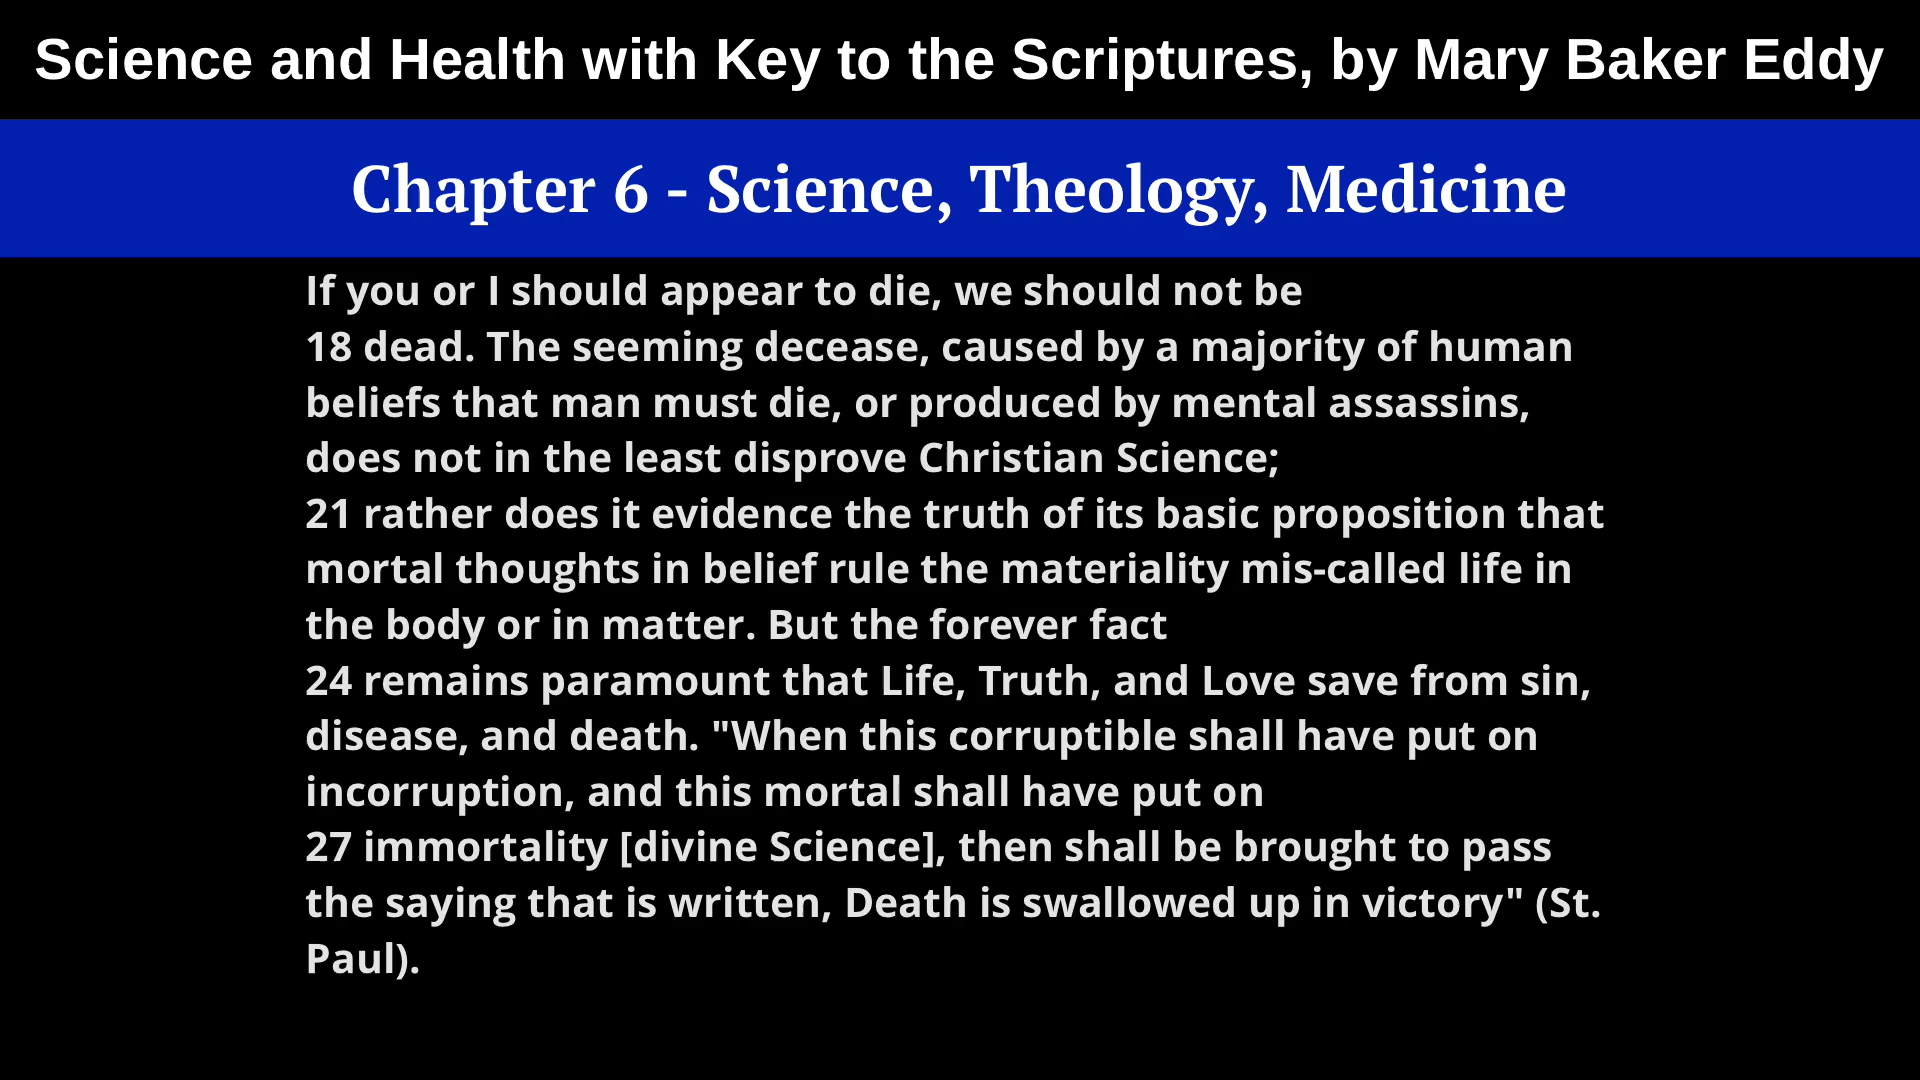 Science and Health with Key to the Scriptures, by Mary Baker Eddy
Chapter 6 - Science, Theology, Medicine
If you or I should appear to die, we should not be
18 dead. The seeming decease, caused by a majority of human
beliefs that man must die, or produced by mental assassins,
does not in the least disprove Christian Science;
21 rather does it evidence the truth of its basic proposition that
mortal thoughts in belief rule the materiality mis-called life in
the body or in matter. But the forever fact
24 remains paramount that Life, Truth, and Love save from sin,
disease, and death. "When this corruptible shall have put on
incorruption, and this mortal shall have put on
27 immortality [divine Science], then shall be brought to pass
the saying that is written, Death is swallowed up in victory" (St.
Paul).